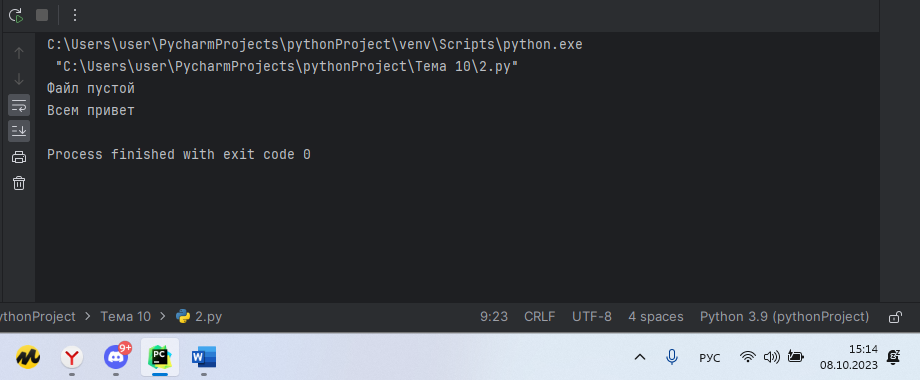 C:\Users\user\PycharmProjects\pythonProject\venv\Scripts\python.exe
"C:\Users\user\PycharmProjects\pythonProject\Тема 10\2.py"
Файл пустой
Всем привет
Process finished with exit code 0
ythonProject > Тема 10 > 2.py
9:23 CRLF UTF-8 4 spaces Python 3.9 (pythonProject)
9+
PC
W
РУС
15:14
08.10.2023